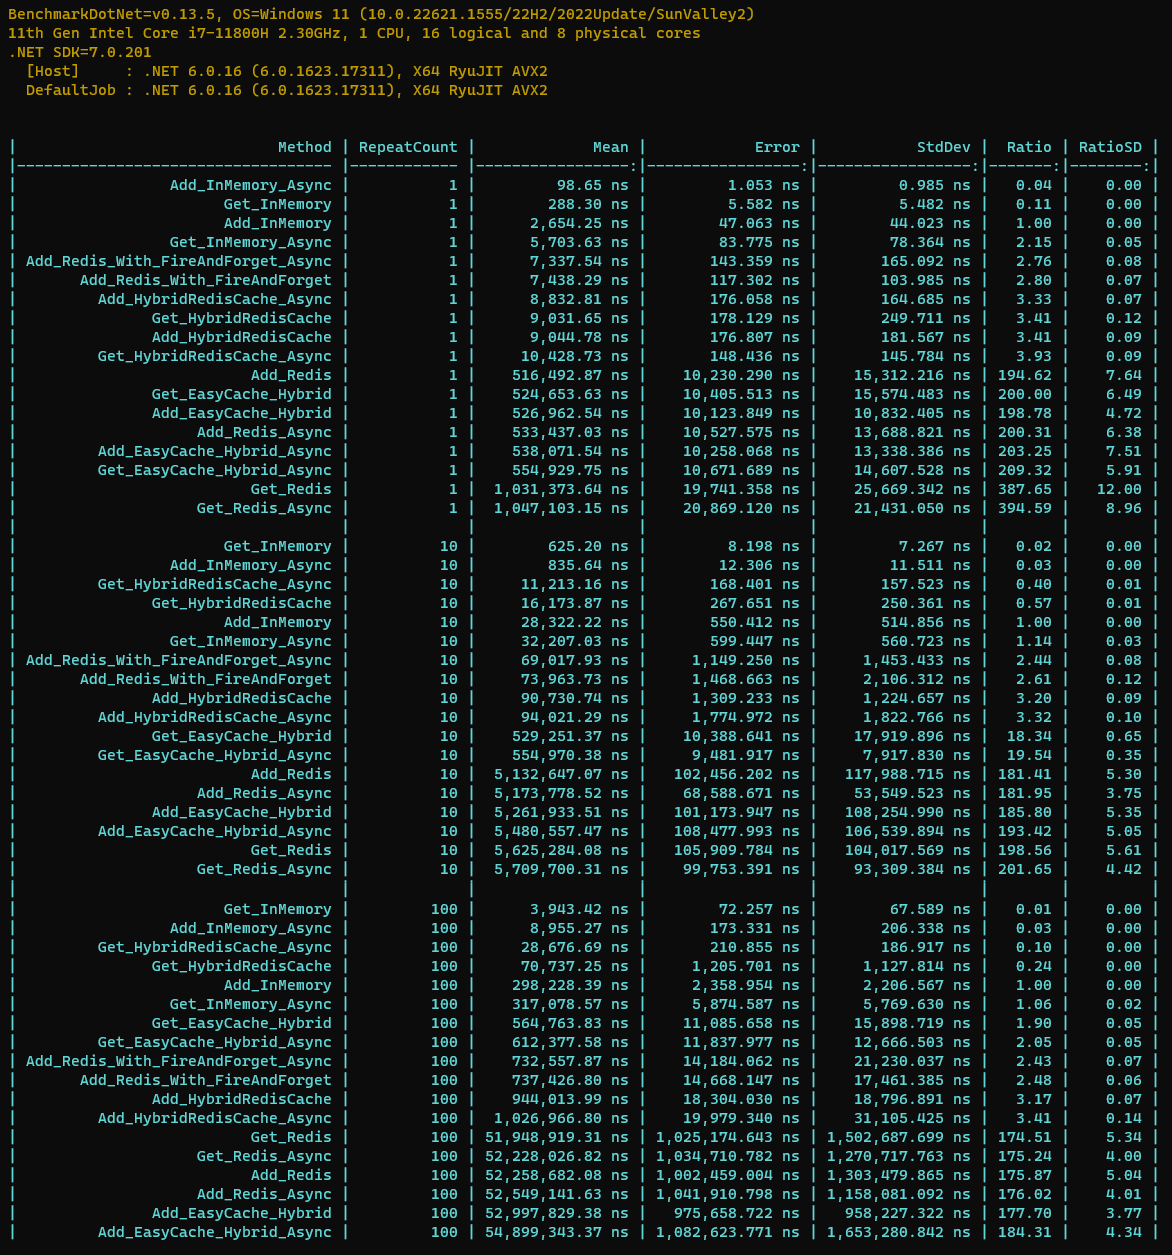 BenchmarkDotNet=v0.13.5, OS=Windows 11 (10.0.22621.1555/22H2/2022Update/SunValley2)
11th Gen Intel Core i7-11800H 2.30GHz, 1 CPU, 16 logical and 8 physical cores
.NET SDK=7.0.201
  [Host]     : .NET 6.0.16 (6.0.1623.17311), X64 RyuJIT AVX2
  DefaultJob : .NET 6.0.16 (6.0.1623.17311), X64 RyuJIT AVX2
| Method | RepeatCount | Mean | Error | StdDev | Ratio | RatioSD |
|----------------------------------- |------------ |-----------------:|-----------------:|-----------------:|-------:|--------:|
| Add_InMemory_Async | 1 | 98.65 ns | 1.053 ns | 0.985 ns | 0.04 | 0.00 |
| Get_InMemory | 1 | 288.30 ns | 5.582 ns | 5.482 ns | 0.11 | 0.00 |
| Add_InMemory | 1 | 2,654.25 ns | 47.063 ns | 44.023 ns | 1.00 | 0.00 |
| Get_InMemory_Async | 1 | 5,703.63 ns | 83.775 ns | 78.364 ns | 2.15 | 0.05 |
| Add_Redis_With_FireAndForget_Async | 1 | 7,337.54 ns | 143.359 ns | 165.092 ns | 2.76 | 0.08 |
| Add_Redis_With_FireAndForget | 1 | 7,438.29 ns | 117.302 ns | 103.985 ns | 2.80 | 0.07 |
| Add_HybridRedisCache_Async | 1 | 8,832.81 ns | 176.058 ns | 164.685 ns | 3.33 | 0.07 |
| Get_HybridRedisCache | 1 | 9,031.65 ns | 178.129 ns | 249.711 ns | 3.41 | 0.12 |
| Add_HybridRedisCache | 1 | 9,044.78 ns | 176.807 ns | 181.567 ns | 3.41 | 0.09 |
| Get_HybridRedisCache_Async | 1 | 10,428.73 ns | 148.436 ns | 145.784 ns | 3.93 | 0.09 |
| Add_Redis | 1 | 516,492.87 ns | 10,230.290 ns | 15,312.216 ns | 194.62 | 7.64 |
| Get_EasyCache_Hybrid | 1 | 524,653.63 ns | 10,405.513 ns | 15,574.483 ns | 200.00 | 6.49 |
| Add_EasyCache_Hybrid | 1 | 526,962.54 ns | 10,123.849 ns | 10,832.405 ns | 198.78 | 4.72 |
| Add_Redis_Async | 1 | 533,437.03 ns | 10,527.575 ns | 13,688.821 ns | 200.31 | 6.38 |
| Add_EasyCache_Hybrid_Async | 1 | 538,071.54 ns | 10,258.068 ns | 13,338.386 ns | 203.25 | 7.51 |
| Get_EasyCache_Hybrid_Async | 1 | 554,929.75 ns | 10,671.689 ns | 14,607.528 ns | 209.32 | 5.91 |
| Get_Redis | 1 | 1,031,373.64 ns | 19,741.358 ns | 25,669.342 ns | 387.65 | 12.00 |
| Get_Redis_Async | 1 | 1,047,103.15 ns | 20,869.120 ns | 21,431.050 ns | 394.59 | 8.96 |
| | | | | | | |
| Get_InMemory | 10 | 625.20 ns | 8.198 ns | 7.267 ns | 0.02 | 0.00 |
| Add_InMemory_Async | 10 | 835.64 ns | 12.306 ns | 11.511 ns | 0.03 | 0.00 |
| Get_HybridRedisCache_Async | 10 | 11,213.16 ns | 168.401 ns | 157.523 ns | 0.40 | 0.01 |
| Get_HybridRedisCache | 10 | 16,173.87 ns | 267.651 ns | 250.361 ns | 0.57 | 0.01 |
| Add_InMemory | 10 | 28,322.22 ns | 550.412 ns | 514.856 ns | 1.00 | 0.00 |
| Get_InMemory_Async | 10 | 32,207.03 ns | 599.447 ns | 560.723 ns | 1.14 | 0.03 |
| Add_Redis_With_FireAndForget_Async | 10 | 69,017.93 ns | 1,149.250 ns | 1,453.433 ns | 2.44 | 0.08 |
| Add_Redis_With_FireAndForget | 10 | 73,963.73 ns | 1,468.663 ns | 2,106.312 ns | 2.61 | 0.12 |
| Add_HybridRedisCache | 10 | 90,730.74 ns | 1,309.233 ns | 1,224.657 ns | 3.20 | 0.09 |
| Add_HybridRedisCache_Async | 10 | 94,021.29 ns | 1,774.972 ns | 1,822.766 ns | 3.32 | 0.10 |
| Get_EasyCache_Hybrid | 10 | 529,251.37 ns | 10,388.641 ns | 17,919.896 ns | 18.34 | 0.65 |
| Get_EasyCache_Hybrid_Async | 10 | 554,970.38 ns | 9,481.917 ns | 7,917.830 ns | 19.54 | 0.35 |
| Add_Redis | 10 | 5,132,647.07 ns | 102,456.202 ns | 117,988.715 ns | 181.41 | 5.30 |
| Add_Redis_Async | 10 | 5,173,778.52 ns | 68,588.671 ns | 53,549.523 ns | 181.95 | 3.75 |
| Add_EasyCache_Hybrid | 10 | 5,261,933.51 ns | 101,173.947 ns | 108,254.990 ns | 185.80 | 5.35 |
| Add_EasyCache_Hybrid_Async | 10 | 5,480,557.47 ns | 108,477.993 ns | 106,539.894 ns | 193.42 | 5.05 |
| Get_Redis | 10 | 5,625,284.08 ns | 105,909.784 ns | 104,017.569 ns | 198.56 | 5.61 |
| Get_Redis_Async | 10 | 5,709,700.31 ns | 99,753.391 ns | 93,309.384 ns | 201.65 | 4.42 |
| | | | | | | |
| Get_InMemory | 100 | 3,943.42 ns | 72.257 ns | 67.589 ns | 0.01 | 0.00 |
| Add_InMemory_Async | 100 | 8,955.27 ns | 173.331 ns | 206.338 ns | 0.03 | 0.00 |
| Get_HybridRedisCache_Async | 100 | 28,676.69 ns | 210.855 ns | 186.917 ns | 0.10 | 0.00 |
| Get_HybridRedisCache | 100 | 70,737.25 ns | 1,205.701 ns | 1,127.814 ns | 0.24 | 0.00 |
| Add_InMemory | 100 | 298,228.39 ns | 2,358.954 ns | 2,206.567 ns | 1.00 | 0.00 |
| Get_InMemory_Async | 100 | 317,078.57 ns | 5,874.587 ns | 5,769.630 ns | 1.06 | 0.02 |
| Get_EasyCache_Hybrid | 100 | 564,763.83 ns | 11,085.658 ns | 15,898.719 ns | 1.90 | 0.05 |
| Get_EasyCache_Hybrid_Async | 100 | 612,377.58 ns | 11,837.977 ns | 12,666.503 ns | 2.05 | 0.05 |
| Add_Redis_With_FireAndForget_Async | 100 | 732,557.87 ns | 14,184.062 ns | 21,230.037 ns | 2.43 | 0.07 |
| Add_Redis_With_FireAndForget | 100 | 737,426.80 ns | 14,668.147 ns | 17,461.385 ns | 2.48 | 0.06 |
| Add_HybridRedisCache | 100 | 944,013.99 ns | 18,304.030 ns | 18,796.891 ns | 3.17 | 0.07 |
| Add_HybridRedisCache_Async | 100 | 1,026,966.80 ns | 19,979.340 ns | 31,105.425 ns | 3.41 | 0.14 |
| Get_Redis | 100 | 51,948,919.31 ns | 1,025,174.643 ns | 1,502,687.699 ns | 174.51 | 5.34 |
| Get_Redis_Async | 100 | 52,228,026.82 ns | 1,034,710.782 ns | 1,270,717.763 ns | 175.24 | 4.00 |
| Add_Redis | 100 | 52,258,682.08 ns | 1,002,459.004 ns | 1,303,479.865 ns | 175.87 | 5.04 |
| Add_Redis_Async | 100 | 52,549,141.63 ns | 1,041,910.798 ns | 1,158,081.092 ns | 176.02 | 4.01 |
| Add_EasyCache_Hybrid | 100 | 52,997,829.38 ns | 975,658.722 ns | 958,227.322 ns | 177.70 | 3.77 |
| Add_EasyCache_Hybrid_Async | 100 | 54,899,343.37 ns | 1,082,623.771 ns | 1,653,280.842 ns | 184.31 | 4.34 |